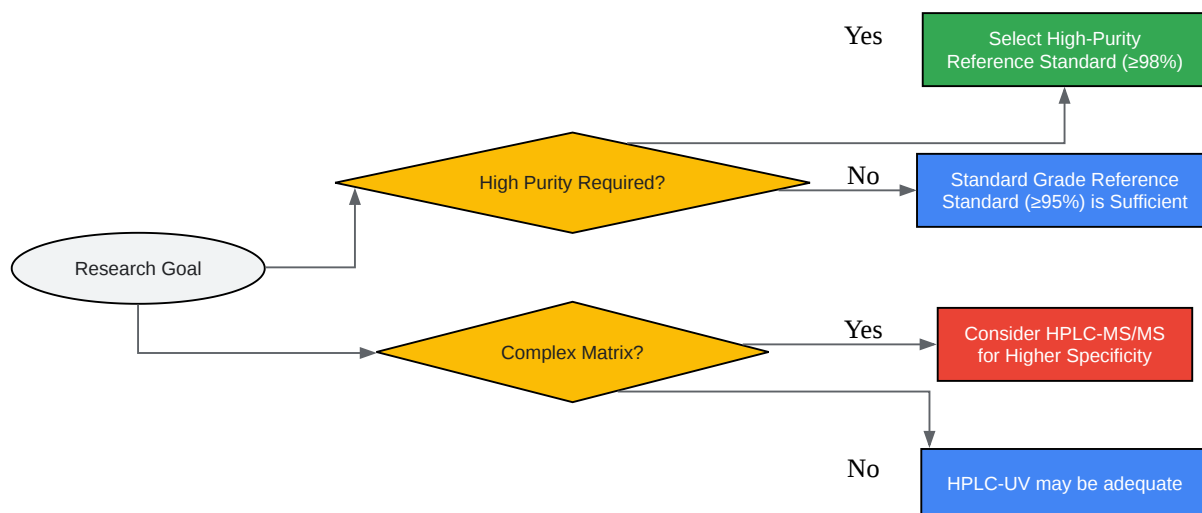 Yes
Select High-Purity
Reference Standard (≥98%)
High Purity Required?
No
Standard Grade Reference
Standard (≥95%) is Sufficient
Research Goal
Complex Matrix?
Yes
Consider HPLC-MS/MS
for Higher Specificity
No
HPLC-UV may be adequate